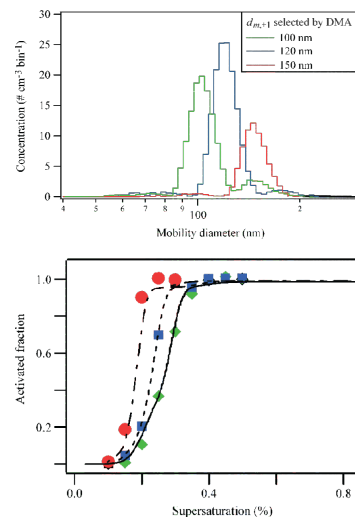 d_m,+1 selected by DMA
100 nm
120 nm
150 nm
Concentration (# cm⁻³ bin⁻¹)
30
25
20
15
10
5
0
4 5 6 7 8 9 100 2
Mobility diameter (nm)
Activated fraction
1.0
0.6
0.2
0.0 0.4 0.8
Supersaturation (%)